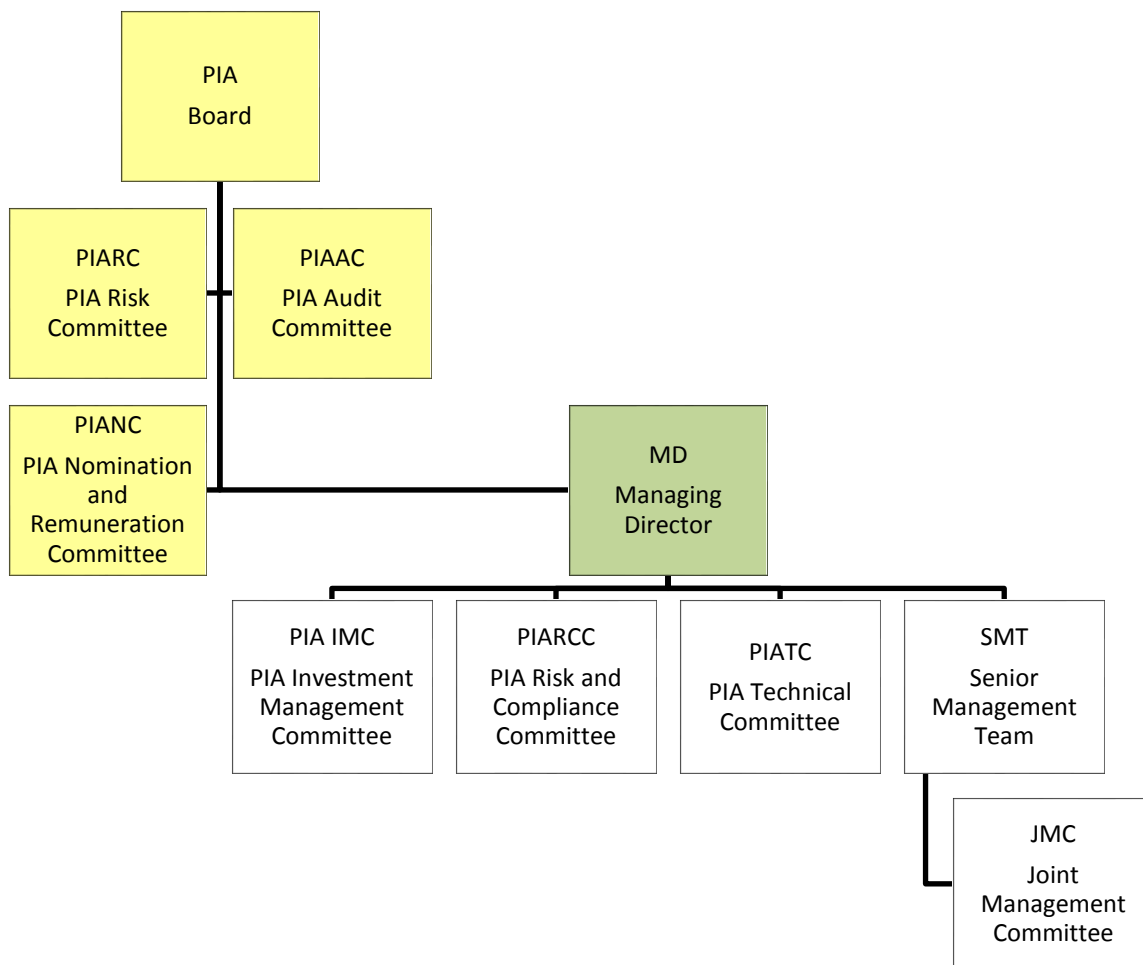 PIA
Board
PIARC
PIA Risk
Committee
PIAAC
PIA Audit
Committee
PIANC
PIA Nomination
and
Remuneration
Committee
MD
Managing
Director
PIA IMC
PIA Investment
Management
Committee
PIARCC
PIA Risk and
Compliance
Committee
PIATC
PIA Technical
Committee
SMT
Senior
Management
Team
JMC
Joint
Management
Committee